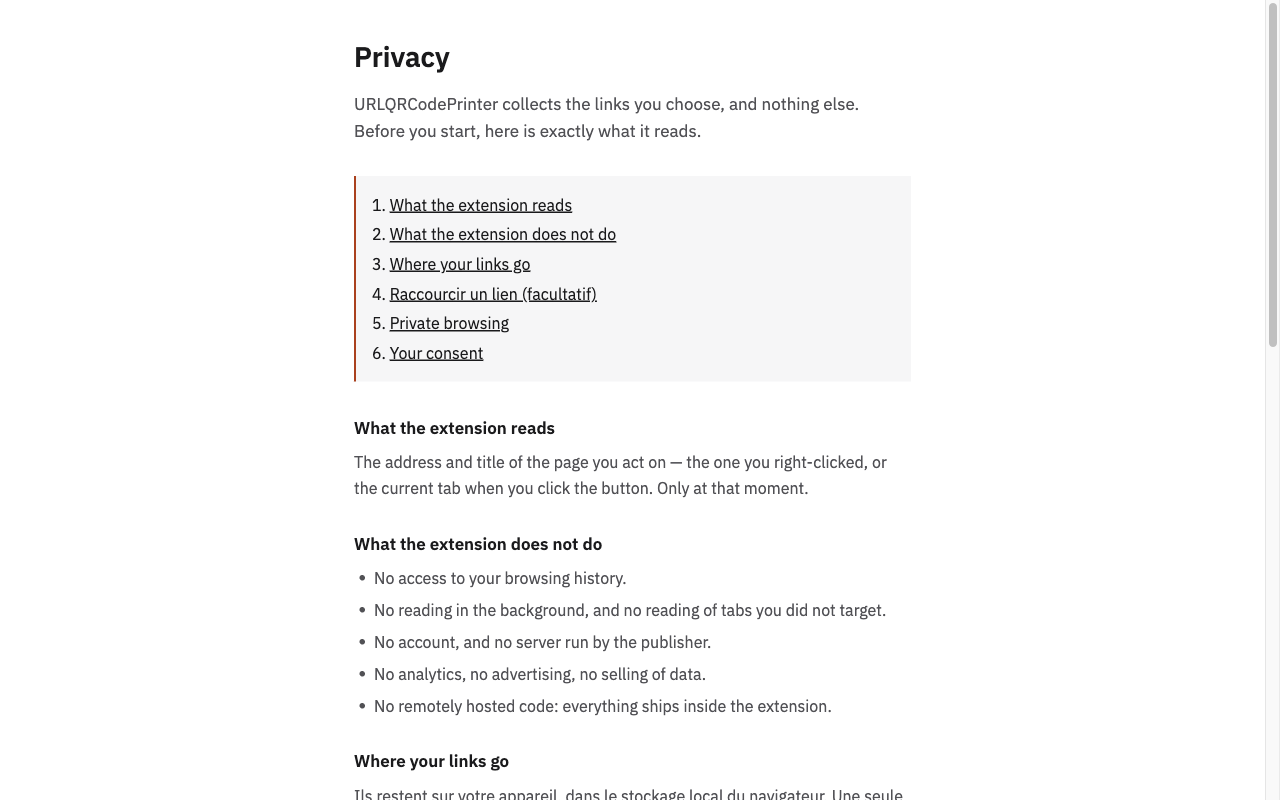 Privacy
URLQRCodePrinter collects the links you choose, and nothing else.
Before you start, here is exactly what it reads.
1. What the extension reads
2. What the extension does not do
3. Where your links go
4. Raccourcir un lien (facultatif)
5. Private browsing
6. Your consent
What the extension reads
The address and title of the page you act on — the one you right-clicked, or
the current tab when you click the button. Only at that moment.
What the extension does not do
• No access to your browsing history.
• No reading in the background, and no reading of tabs you did not target.
• No account, and no server run by the publisher.
• No analytics, no advertising, no selling of data.
• No remotely hosted code: everything ships inside the extension.
Where your links go
Ils restent sur votre appareil, dans le stockage local du navigateur. Une seule